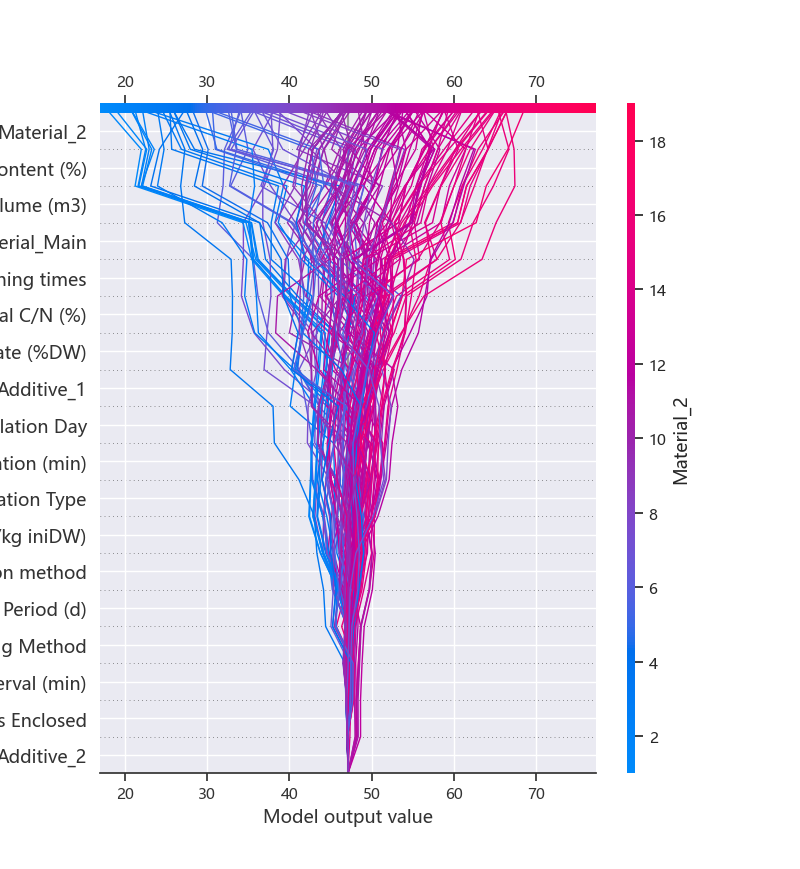 20 30 40 50 60 70
Material_2
ontent (%)
lume (m3)
erial_Main
ning times
al C/N (%)
ate (%DW)
Additive_1
lation Day
tion (min)
ation Type
/kg iniDW)
on method
Period (d)
g Method
erval (min)
s Enclosed
Additive_2
20 30 40 50 60 70
Model output value
18
16
14
12
10
8
6
4
2
Material_2